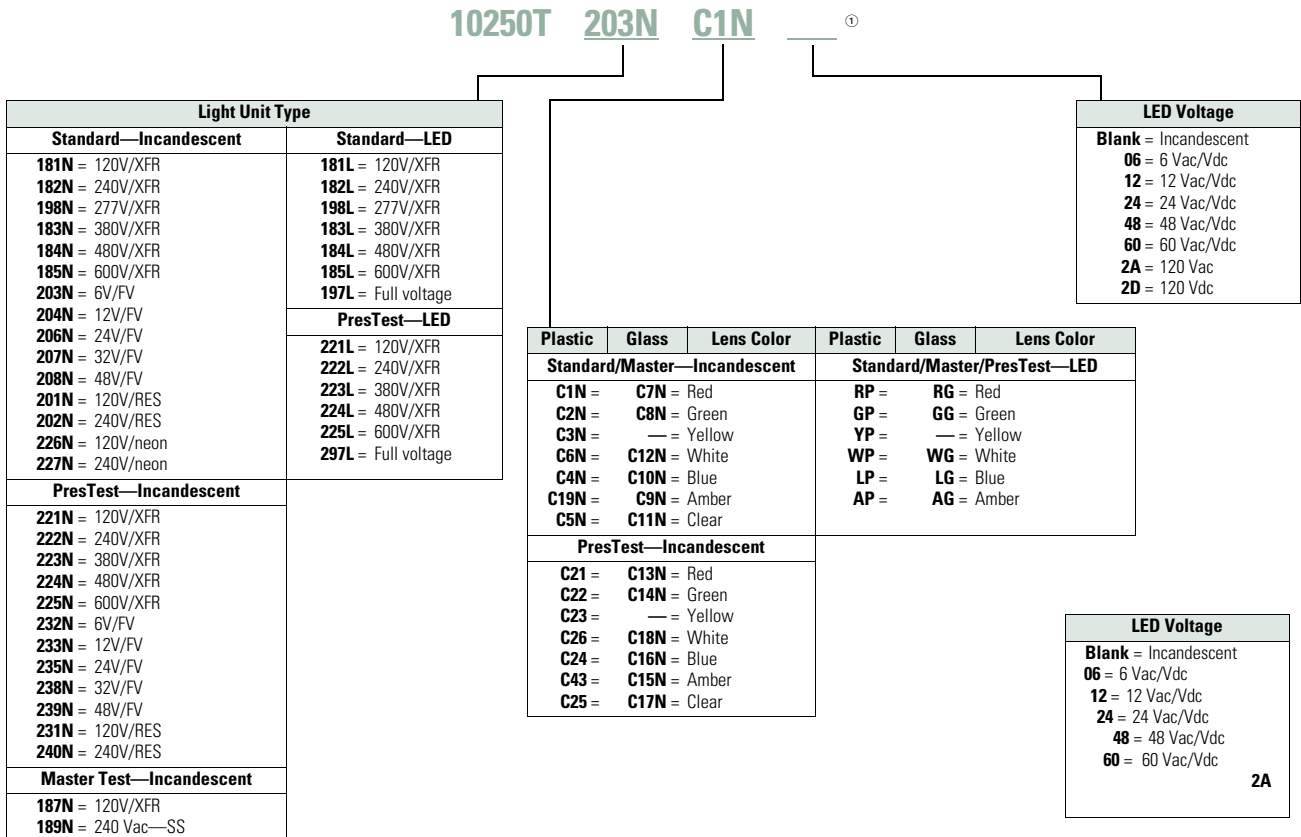 10250T 203N C1N ①
Light Unit Type
Standard—Incandescent
181N = 120V/XFR
182N = 240V/XFR
198N = 277V/XFR
183N = 380V/XFR
184N = 480V/XFR
185N = 600V/XFR
203N = 6V/FV
204N = 12V/FV
206N = 24V/FV
207N = 32V/FV
208N = 48V/FV
201N = 120V/RES
202N = 240V/RES
226N = 120V/neon
227N = 240V/neon
PresTest—Incandescent
221N = 120V/XFR
222N = 240V/XFR
223N = 380V/XFR
224N = 480V/XFR
225N = 600V/XFR
232N = 6V/FV
233N = 12V/FV
235N = 24V/FV
238N = 32V/FV
239N = 48V/FV
231N = 120V/RES
240N = 240V/RES
Master Test—Incandescent
187N = 120V/XFR
189N = 240 Vac—SS
Standard—LED
181L = 120V/XFR
182L = 240V/XFR
198L = 277V/XFR
183L = 380V/XFR
184L = 480V/XFR
185L = 600V/XFR
197L = Full voltage
PresTest—LED
221L = 120V/XFR
222L = 240V/XFR
223L = 380V/XFR
224L = 480V/XFR
225L = 600V/XFR
297L = Full voltage
Plastic Glass Lens Color
Standard/Master—Incandescent
C1N = C7N = Red
C2N = C8N = Green
C3N = — = Yellow
C6N = C12N = White
C4N = C10N = Blue
C19N = C9N = Amber
C5N = C11N = Clear
PresTest—Incandescent
C21 = C13N = Red
C22 = C14N = Green
C23 = — = Yellow
C26 = C18N = White
C24 = C16N = Blue
C43 = C15N = Amber
C25 = C17N = Clear
Plastic Glass Lens Color
Standard/Master/PresTest—LED
RP = RG = Red
GP = GG = Green
YP = — = Yellow
WP = WG = White
LP = LG = Blue
AP = AG = Amber
LED Voltage
Blank = Incandescent
06 = 6 Vac/Vdc
12 = 12 Vac/Vdc
24 = 24 Vac/Vdc
48 = 48 Vac/Vdc
60 = 60 Vac/Vdc
2A = 120 Vac
2D = 120 Vdc
LED Voltage
Blank = Incandescent
06 = 6 Vac/Vdc
12 = 12 Vac/Vdc
24 = 24 Vac/Vdc
48 = 48 Vac/Vdc
60 = 60 Vac/Vdc
2A